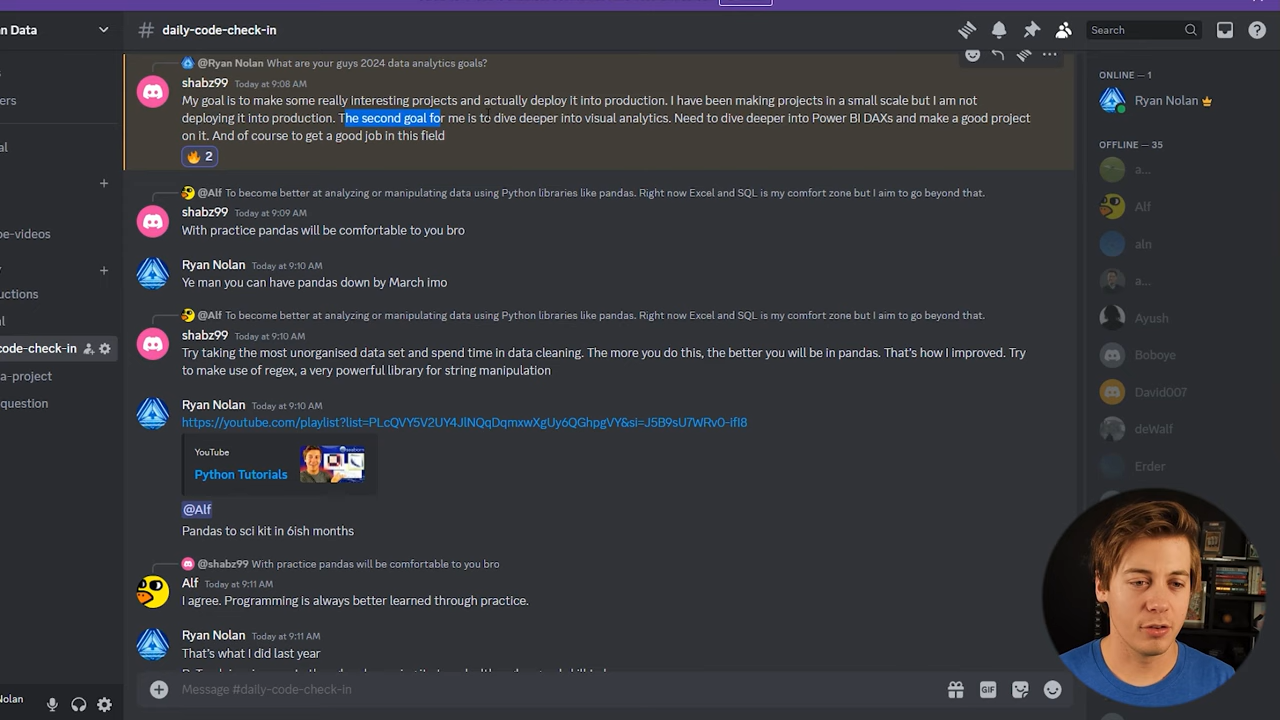 n Data
# daily-code-check-in
Search
@Ryan Nolan What are your guys 2024 data analytics goals?
shabz99 Today at 9:08 AM
My goal is to make some really interesting projects and actually deploy it into production. I have been making projects in a small scale but I am not
deploying it into production. The second goal for me is to dive deeper into visual analytics. Need to dive deeper into Power BI DAXs and make a good project
on it. And of course to get a good job in this field
🔥 2
@Alf To become better at analyzing or manipulating data using Python libraries like pandas. Right now Excel and SQL is my comfort zone but I aim to go beyond that.
shabz99 Today at 9:09 AM
With practice pandas will be comfortable to you bro
Ryan Nolan Today at 9:10 AM
Ye man you can have pandas down by March imo
@Alf To become better at analyzing or manipulating data using Python libraries like pandas. Right now Excel and SQL is my comfort zone but I aim to go beyond that.
shabz99 Today at 9:10 AM
Try taking the most unorganised data set and spend time in data cleaning. The more you do this, the better you will be in pandas. That's how I improved. Try
to make use of regex, a very powerful library for string manipulation
Ryan Nolan Today at 9:10 AM
https://youtube.com/playlist?list=PLcQVY5V2UY4JlNQqDqmxwXgUy6QGhpgVY&si=J5B9sU7WRv0-ifI8
YouTube
Python Tutorials
@Alf
Pandas to sci kit in 6ish months
@shabz99 With practice pandas will be comfortable to you bro
Alf Today at 9:11 AM
I agree. Programming is always better learned through practice.
Ryan Nolan Today at 9:11 AM
That's what I did last year
Message #daily-code-check-in
GIF
ers
al
e-videos
uctions
l
code-check-in
a-project
question
Nolan
ONLINE — 1
Ryan Nolan
OFFLINE — 35
a...
Alf
aln
a...
Ayush
Boboye
David007
deWalf
Erder